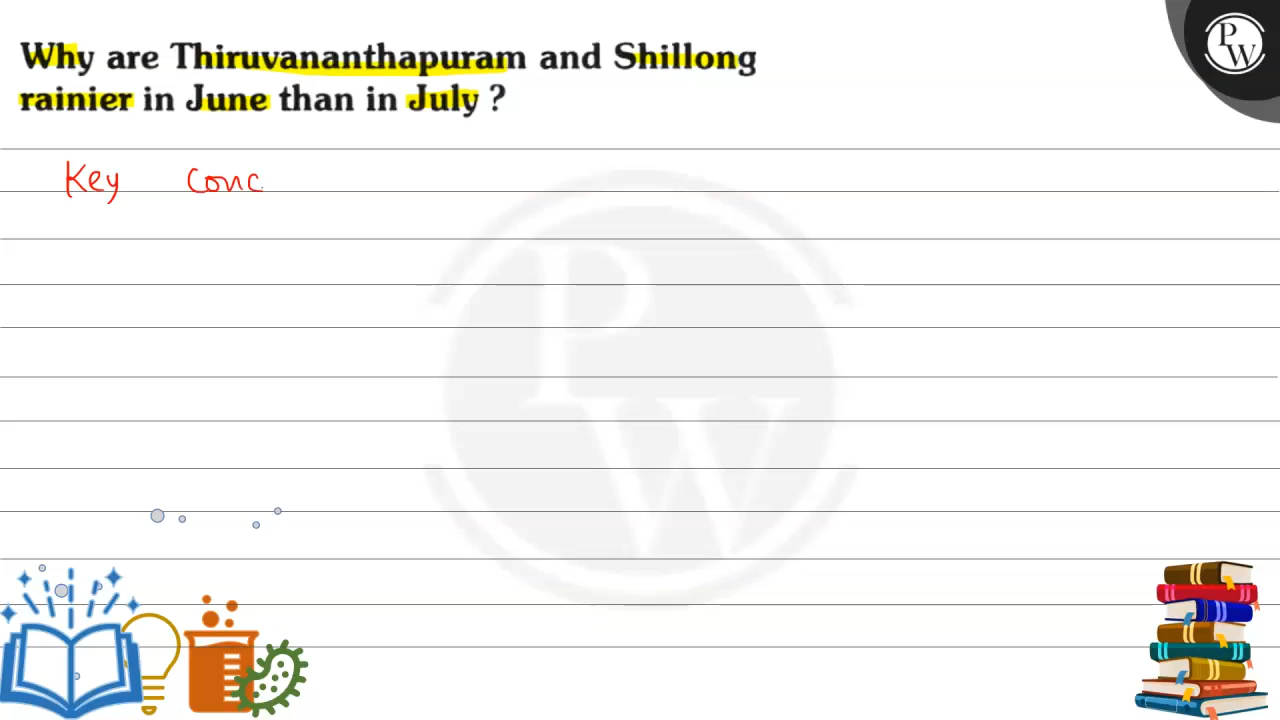 Why are Thiruvananthapuram and Shillong
rainier in June than in July ?
Key conc
P
W
P
W